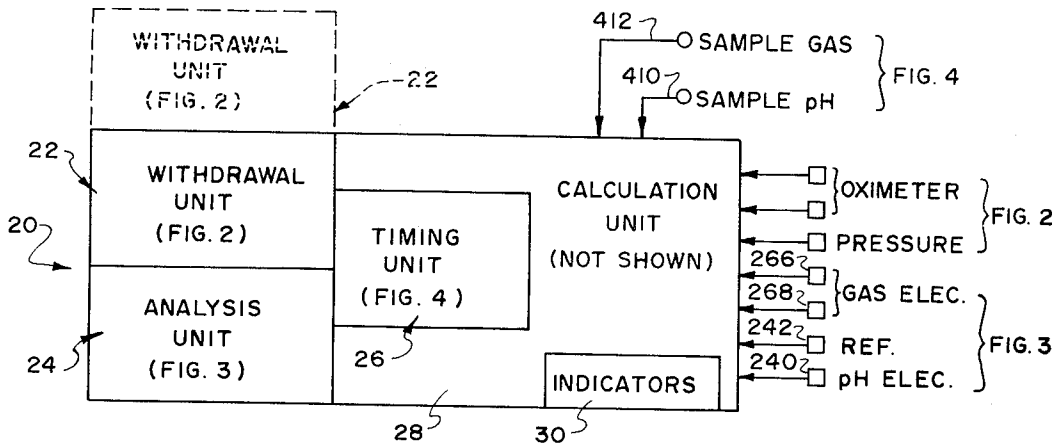 WITHDRAWAL
UNIT
(FIG. 2)
22
22
WITHDRAWAL
UNIT
(FIG. 2)
20
24
ANALYSIS
UNIT
(FIG. 3)
TIMING
UNIT
(FIG. 4)
26
CALCULATION
UNIT
(NOT SHOWN)
INDICATORS
28
30
412
SAMPLE GAS
410
SAMPLE pH
FIG. 4
OXIMETER
PRESSURE
FIG. 2
266
268
GAS ELEC.
242
REF.
240
pH ELEC.
FIG. 3